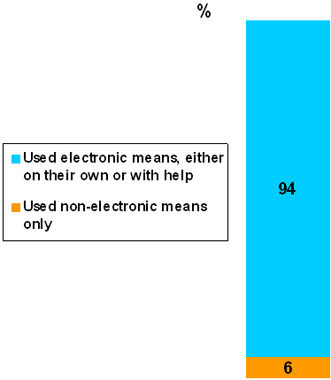 %
Used electronic means, either
on their own or with help
94
Used non-electronic means
only
6